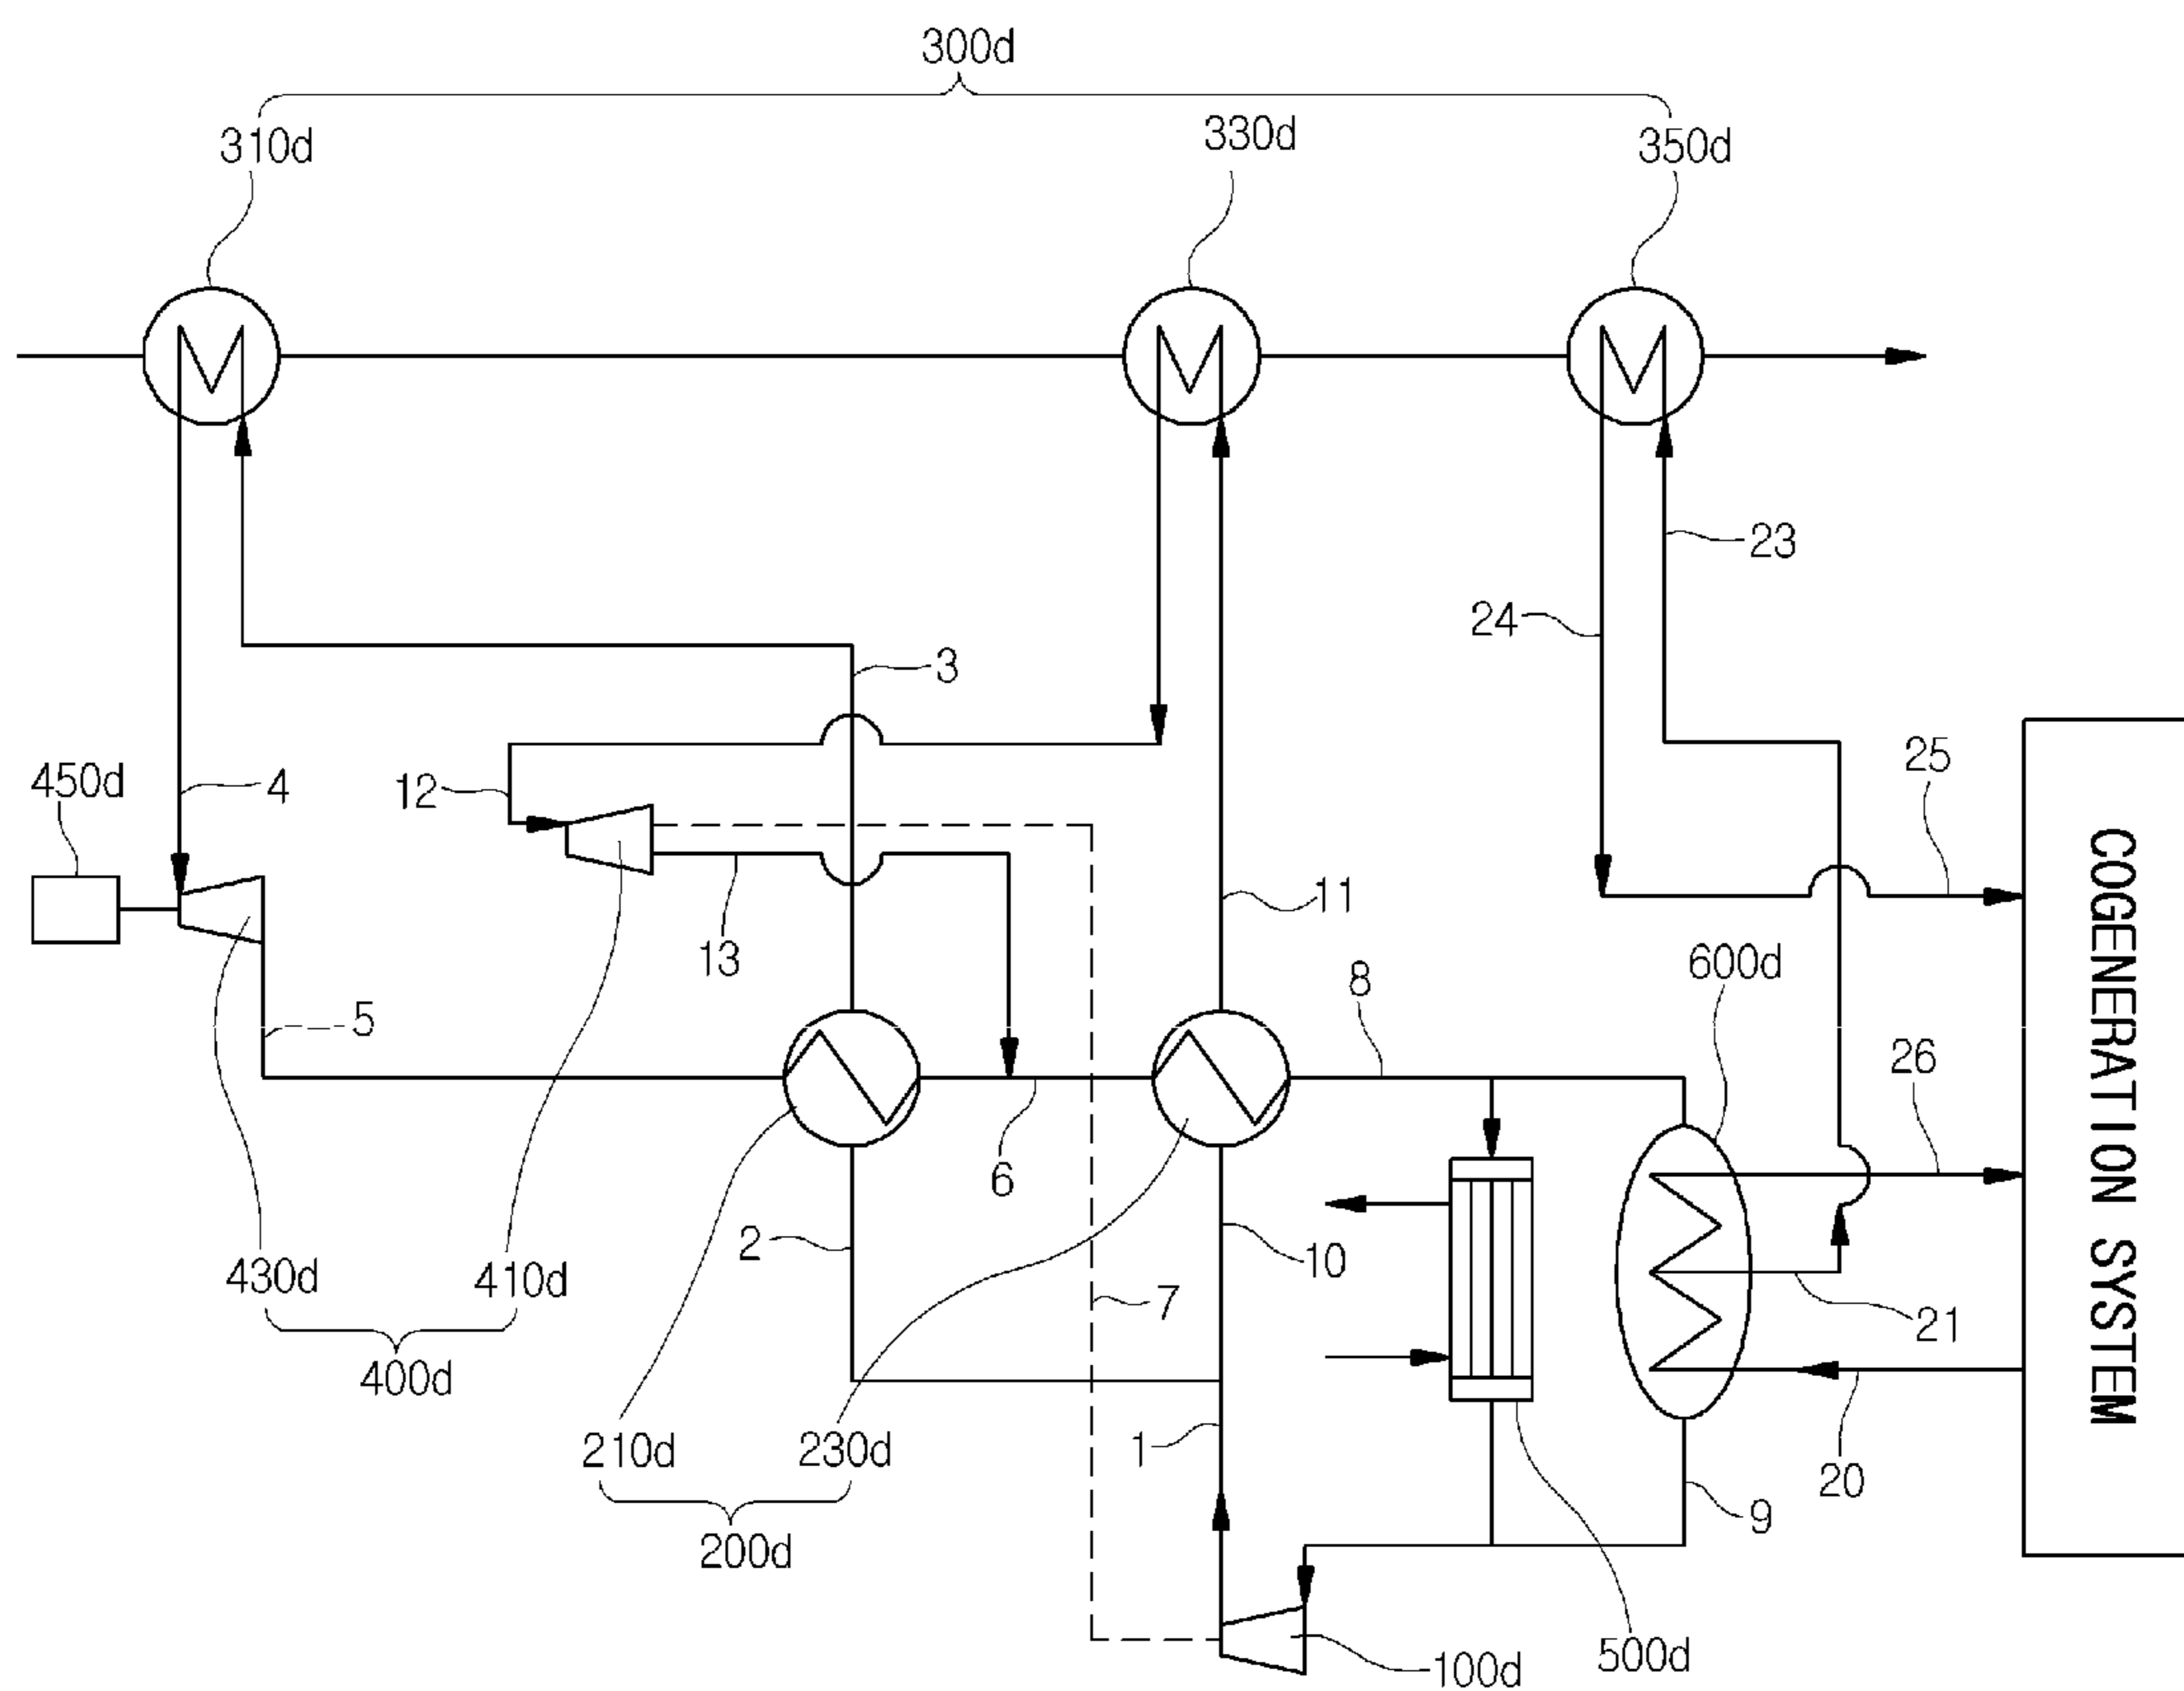 300d
310d
330d
350d
23
24
3
25
450d
4
12
11
13
8
600d
5
26
6
2
10
430d
410d
7
21
400d
210d
230d
1
20
9
200d
500d
100d
COGENERATION SYSTEM